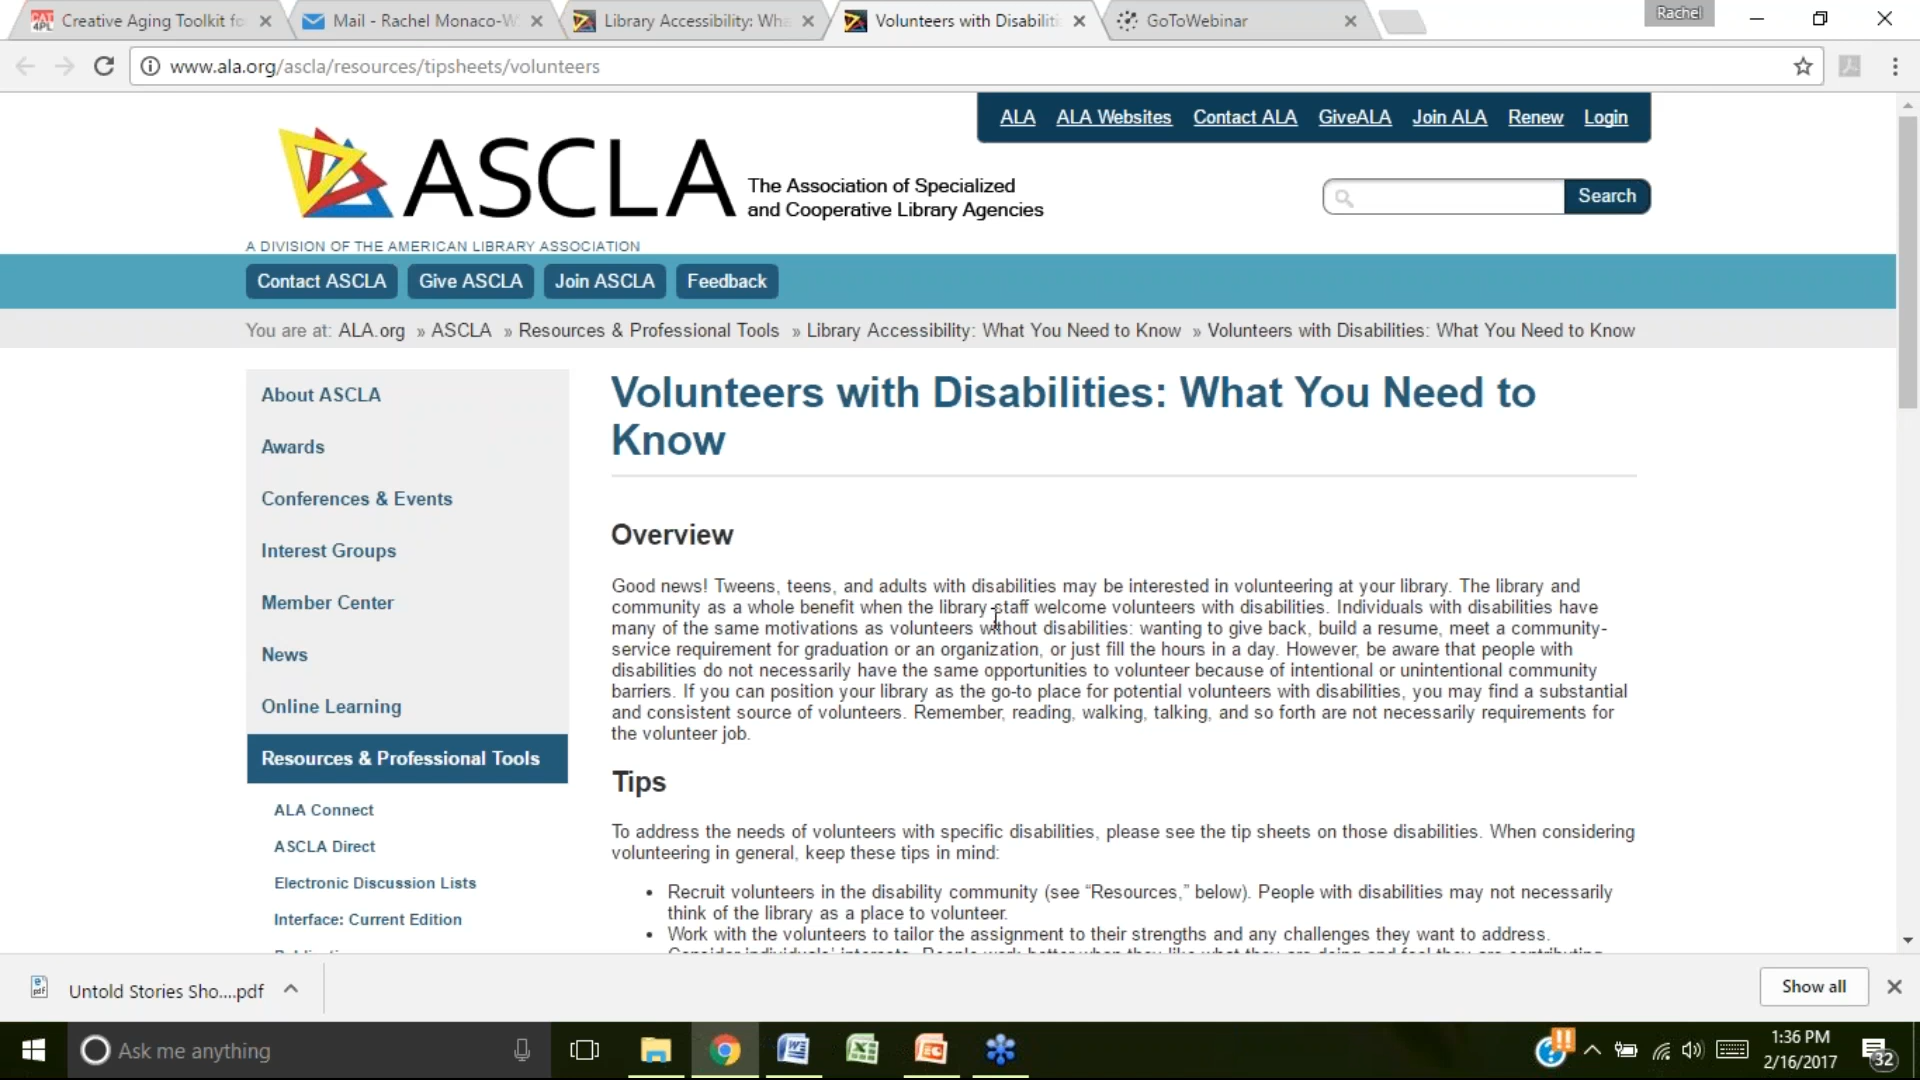 Creative Aging Toolkit fo
Mail - Rachel Monaco-W
Library Accessibility: Wha
Volunteers with Disabiliti
GoToWebinar
Rachel
www.ala.org/ascla/resources/tipsheets/volunteers
ALA ALA Websites Contact ALA GiveALA Join ALA Renew Login
ASCLA
The Association of Specialized
and Cooperative Library Agencies
Search
A DIVISION OF THE AMERICAN LIBRARY ASSOCIATION
Contact ASCLA Give ASCLA Join ASCLA Feedback
You are at: ALA.org » ASCLA » Resources & Professional Tools » Library Accessibility: What You Need to Know » Volunteers with Disabilities: What You Need to Know
About ASCLA
Awards
Conferences & Events
Interest Groups
Member Center
News
Online Learning
Resources & Professional Tools
ALA Connect
ASCLA Direct
Electronic Discussion Lists
Interface: Current Edition
Volunteers with Disabilities: What You Need to
Know
Overview
Good news! Tweens, teens, and adults with disabilities may be interested in volunteering at your library. The library and
community as a whole benefit when the library staff welcome volunteers with disabilities. Individuals with disabilities have
many of the same motivations as volunteers without disabilities: wanting to give back, build a resume, meet a community-
service requirement for graduation or an organization, or just fill the hours in a day. However, be aware that people with
disabilities do not necessarily have the same opportunities to volunteer because of intentional or unintentional community
barriers. If you can position your library as the go-to place for potential volunteers with disabilities, you may find a substantial
and consistent source of volunteers. Remember, reading, walking, talking, and so forth are not necessarily requirements for
the volunteer job.
Tips
To address the needs of volunteers with specific disabilities, please see the tip sheets on those disabilities. When considering
volunteering in general, keep these tips in mind:
• Recruit volunteers in the disability community (see “Resources,” below). People with disabilities may not necessarily
think of the library as a place to volunteer.
• Work with the volunteers to tailor the assignment to their strengths and any challenges they want to address.
Untold Stories Sho....pdf
Show all
Ask me anything
1:36 PM
2/16/2017
32